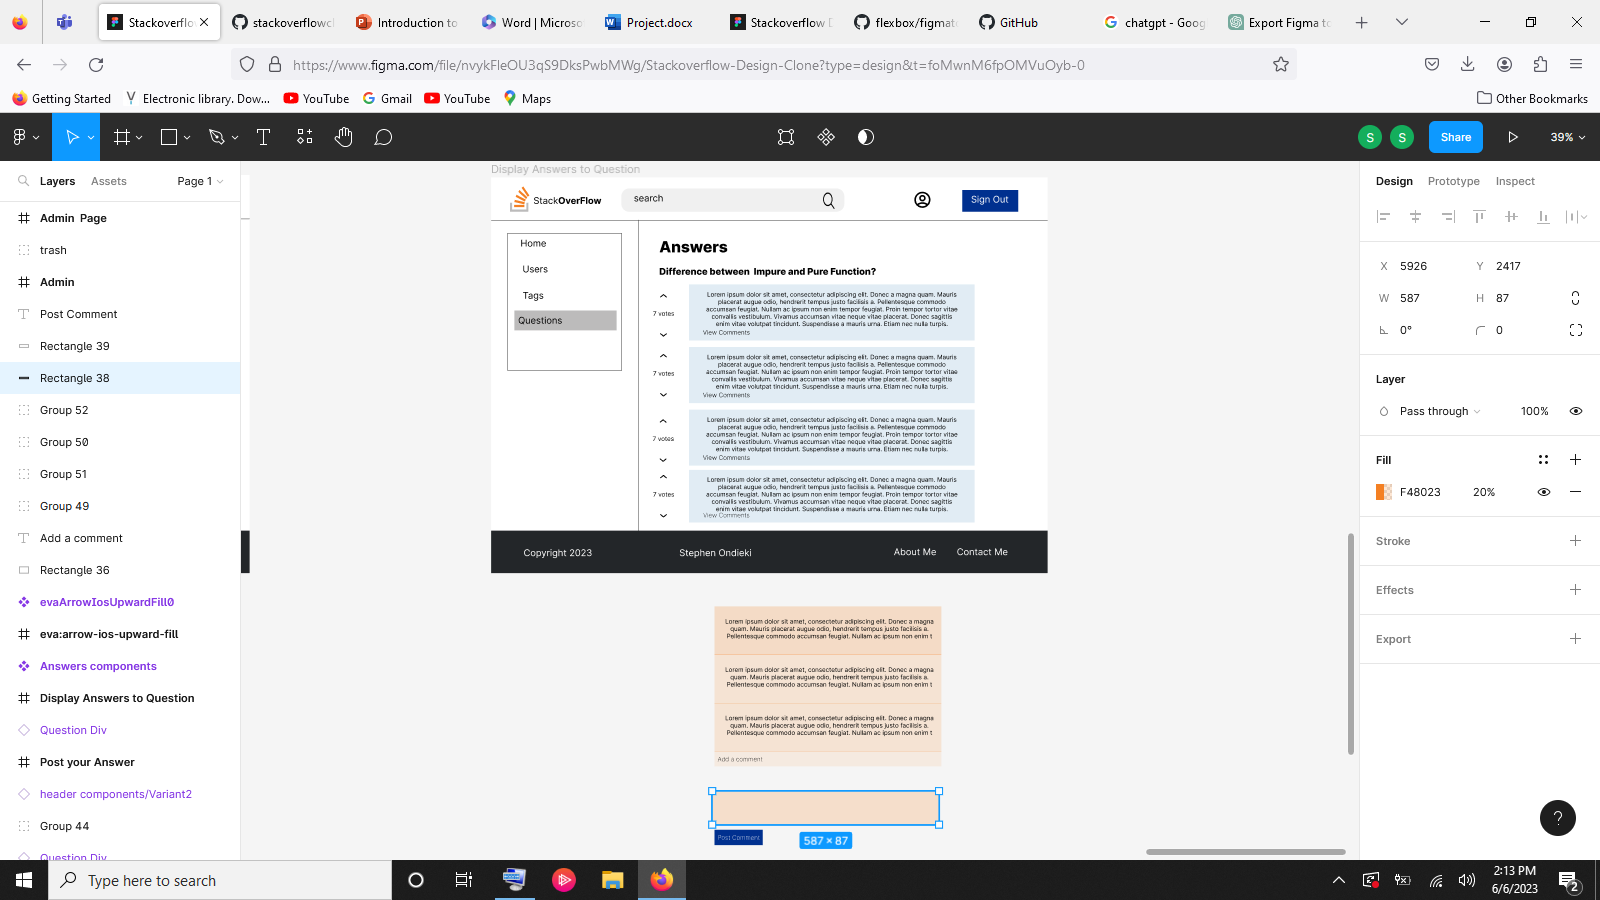 Stackoverflo
stackoverflowcl
Introduction to
Word | Microso
Project.docx
Stackoverflow D
flexbox/figmat
GitHub
chatgpt - Goog
Export Figma to
https://www.figma.com/file/nvykFleOU3qS9DksPwbMWg/Stackoverflow-Design-Clone?type=design&t=foMwnM6fpOMVuOyb-0
Getting Started
Electronic library. Dow...
YouTube
Gmail
YouTube
Maps
Other Bookmarks
S
S
Share
39%
Layers
Assets
Page 1
Admin Page
trash
Admin
Post Comment
Rectangle 39
Rectangle 38
Group 52
Group 50
Group 51
Group 49
Add a comment
Rectangle 36
evaArrowIosUpwardFill0
eva:arrow-ios-upward-fill
Answers components
Display Answers to Question
Question Div
Post your Answer
header components/Variant2
Group 44
Question Div
Display Answers to Question
StackOverFlow
search
Sign Out
Home
Users
Tags
Questions
Answers
Difference between Impure and Pure Function?
7 votes
Lorem ipsum dolor sit amet, consectetur adipiscing elit. Donec a magna quam. Mauris
placerat augue odio, hendrerit tempus justo facilisis a. Pellentesque commodo
accumsan feugiat. Nullam ac ipsum non enim tempor feugiat. Proin tempor tortor vitae
convallis vestibulum. Vivamus accumsan vitae neque vitae placerat. Donec sagittis
enim vitae volutpat tincidunt. Suspendisse a mauris urna. Etiam nec nulla turpis.
View Comments
7 votes
Lorem ipsum dolor sit amet, consectetur adipiscing elit. Donec a magna quam. Mauris
placerat augue odio, hendrerit tempus justo facilisis a. Pellentesque commodo
accumsan feugiat. Nullam ac ipsum non enim tempor feugiat. Proin tempor tortor vitae
convallis vestibulum. Vivamus accumsan vitae neque vitae placerat. Donec sagittis
enim vitae volutpat tincidunt. Suspendisse a mauris urna. Etiam nec nulla turpis.
View Comments
7 votes
Lorem ipsum dolor sit amet, consectetur adipiscing elit. Donec a magna quam. Mauris
placerat augue odio, hendrerit tempus justo facilisis a. Pellentesque commodo
accumsan feugiat. Nullam ac ipsum non enim tempor feugiat. Proin tempor tortor vitae
convallis vestibulum. Vivamus accumsan vitae neque vitae placerat. Donec sagittis
enim vitae volutpat tincidunt. Suspendisse a mauris urna. Etiam nec nulla turpis.
View Comments
7 votes
Lorem ipsum dolor sit amet, consectetur adipiscing elit. Donec a magna quam. Mauris
placerat augue odio, hendrerit tempus justo facilisis a. Pellentesque commodo
accumsan feugiat. Nullam ac ipsum non enim tempor feugiat. Proin tempor tortor vitae
convallis vestibulum. Vivamus accumsan vitae neque vitae placerat. Donec sagittis
enim vitae volutpat tincidunt. Suspendisse a mauris urna. Etiam nec nulla turpis.
View Comments
Copyright 2023
Stephen Ondieki
About Me
Contact Me
Lorem ipsum dolor sit amet, consectetur adipiscing elit. Donec a magna
quam. Mauris placerat augue odio, hendrerit tempus justo facilisis a.
Pellentesque commodo accumsan feugiat. Nullam ac ipsum non enim t
Lorem ipsum dolor sit amet, consectetur adipiscing elit. Donec a magna
quam. Mauris placerat augue odio, hendrerit tempus justo facilisis a.
Pellentesque commodo accumsan feugiat. Nullam ac ipsum non enim t
Lorem ipsum dolor sit amet, consectetur adipiscing elit. Donec a magna
quam. Mauris placerat augue odio, hendrerit tempus justo facilisis a.
Pellentesque commodo accumsan feugiat. Nullam ac ipsum non enim t
Add a comment
Post Comment
587 × 87
Design
Prototype
Inspect
X 5926
Y 2417
W 587
H 87
0°
0
Layer
Pass through
100%
Fill
F48023
20%
Stroke
Effects
Export
?
Type here to search
2:13 PM
6/6/2023
2